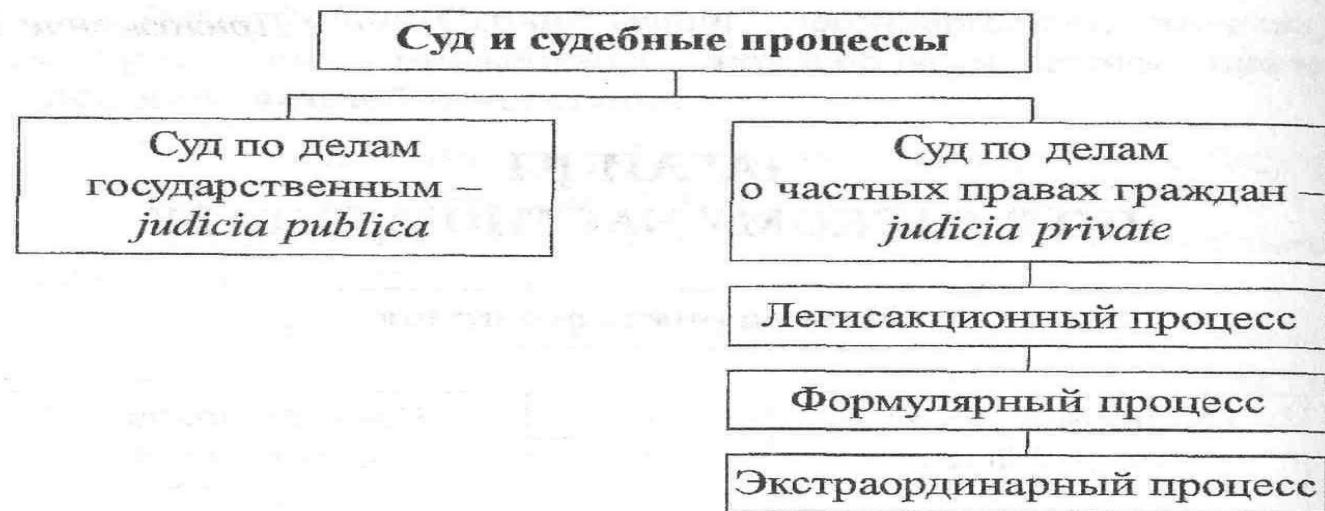 Суд и судебные процессы
Суд по делам
государственным –
judicia publica
Суд по делам
о частных правах граждан –
judicia private
Легисакционный процесс
Формулярный процесс
Экстраординарный процесс